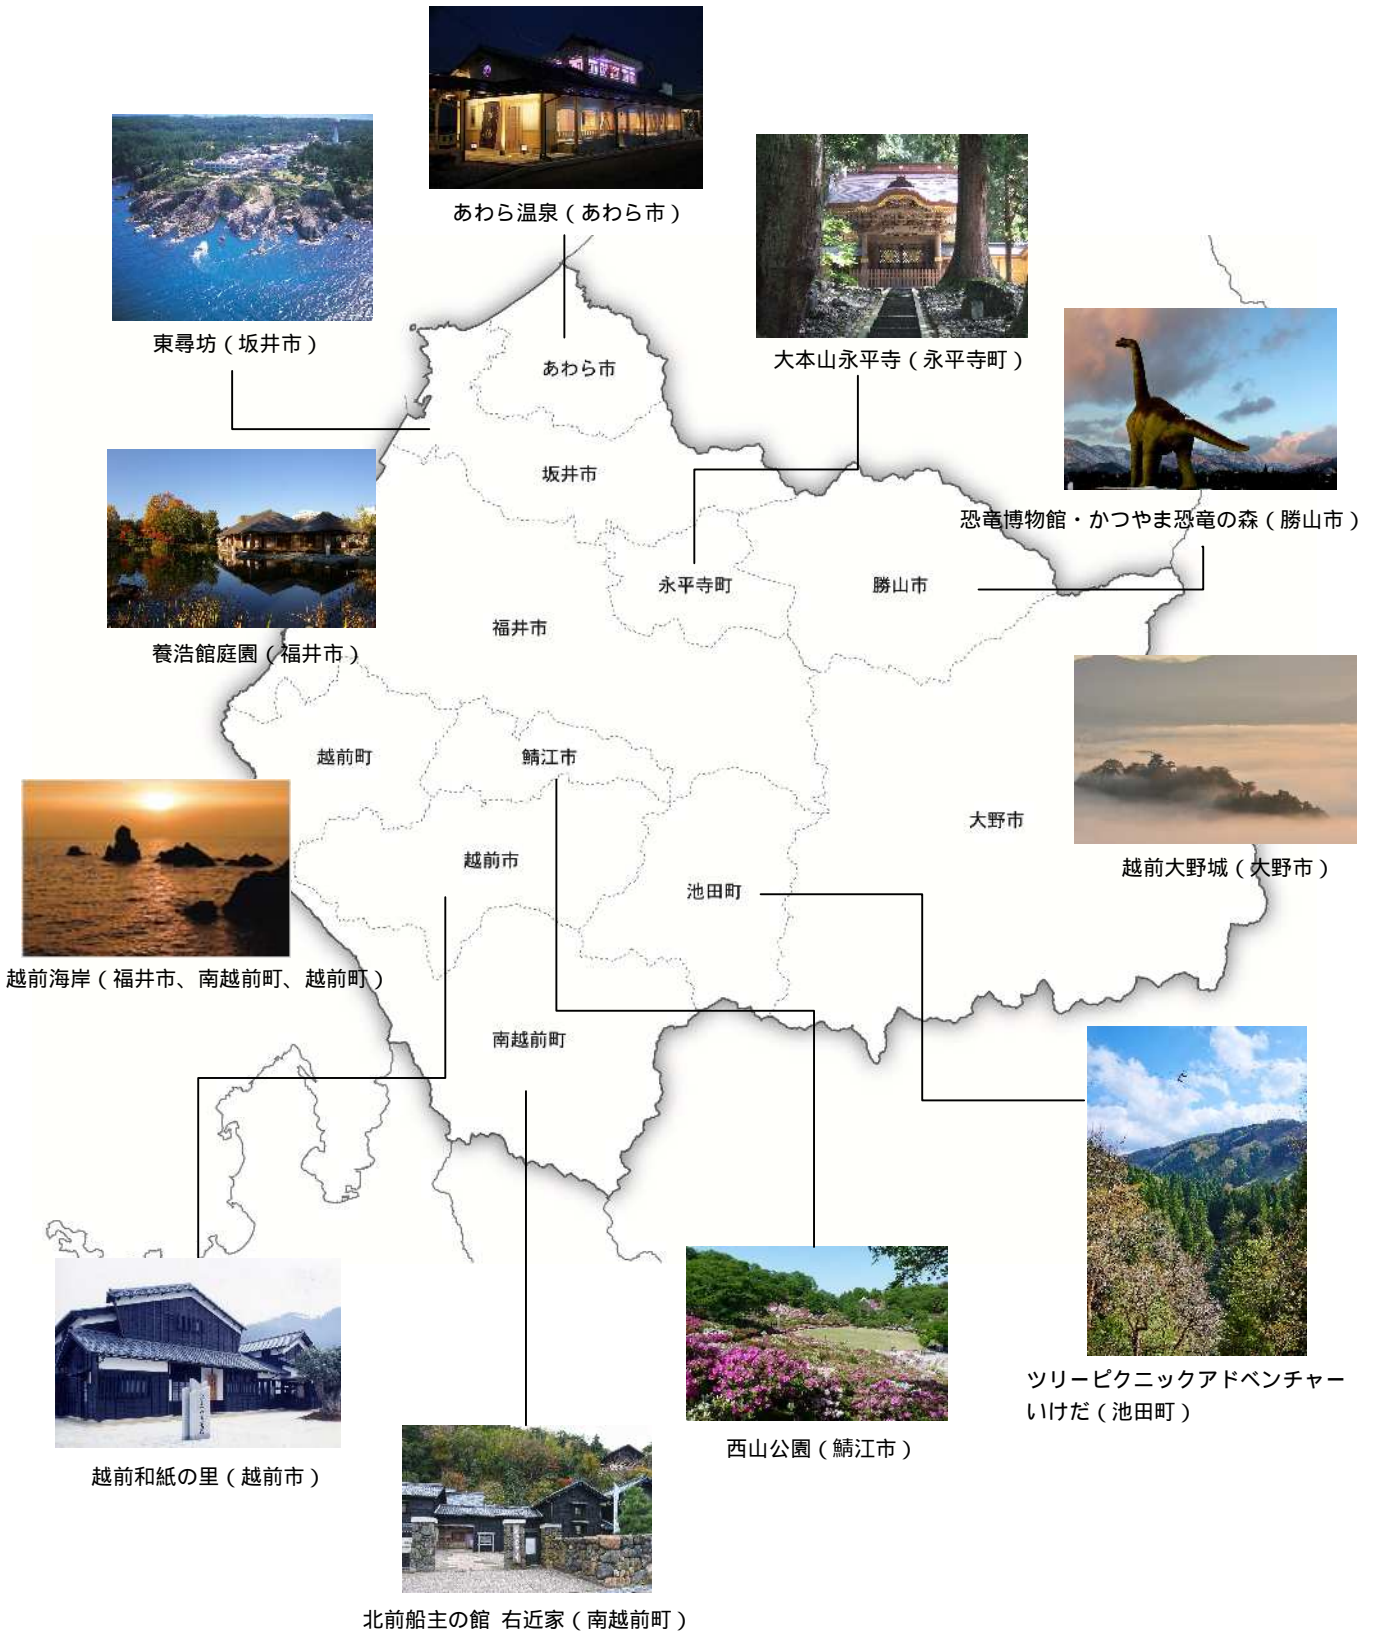 あわら温泉（あわら市）
東尋坊（坂井市）
大本山永平寺（永平寺町）
あわら市
坂井市
恐竜博物館・かつやま恐竜の森（勝山市）
永平寺町
勝山市
福井市
養浩館庭園（福井市）
越前町
鯖江市
大野市
越前市
越前大野城（大野市）
池田町
越前海岸（福井市、南越前町、越前町）
南越前町
ツリーピクニックアドベンチャー
いけだ（池田町）
西山公園（鯖江市）
越前和紙の里（越前市）
北前船主の館 右近家（南越前町）